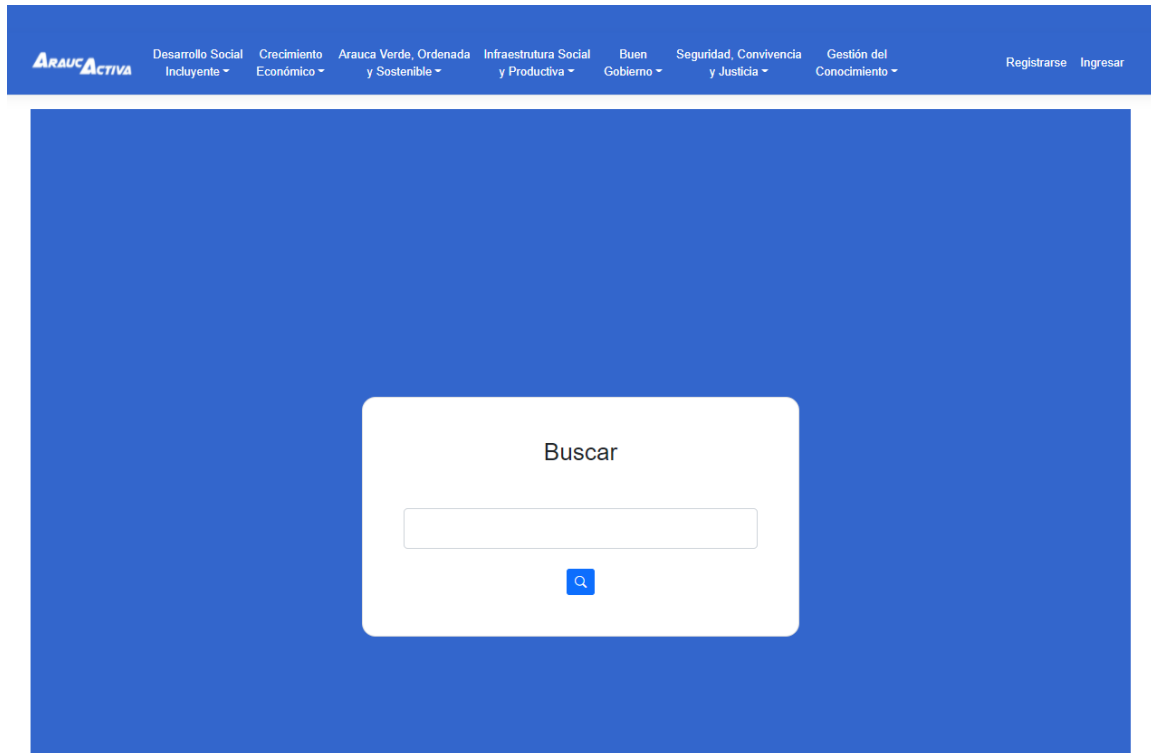 AraucActiva
Desarrollo Social
Incluyente
Crecimiento
Económico
Arauca Verde, Ordenada
y Sostenible
Infraestrutura Social
y Productiva
Buen
Gobierno
Seguridad, Convivencia
y Justicia
Gestión del
Conocimiento
Registrarse
Ingresar
Buscar